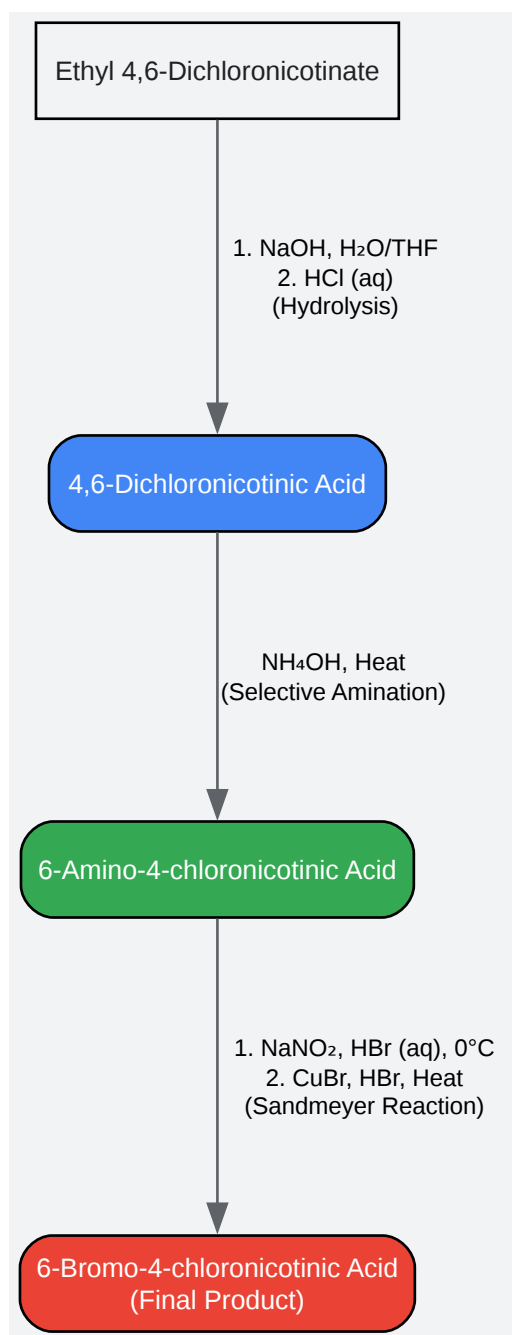 Ethyl 4,6-Dichloronicotinate
1. NaOH, H₂O/THF
2. HCl (aq)
(Hydrolysis)
4,6-Dichloronicotinic Acid
NH₄OH, Heat
(Selective Amination)
6-Amino-4-chloronicotinic Acid
1. NaNO₂, HBr (aq), 0°C
2. CuBr, HBr, Heat
(Sandmeyer Reaction)
6-Bromo-4-chloronicotinic Acid
(Final Product)